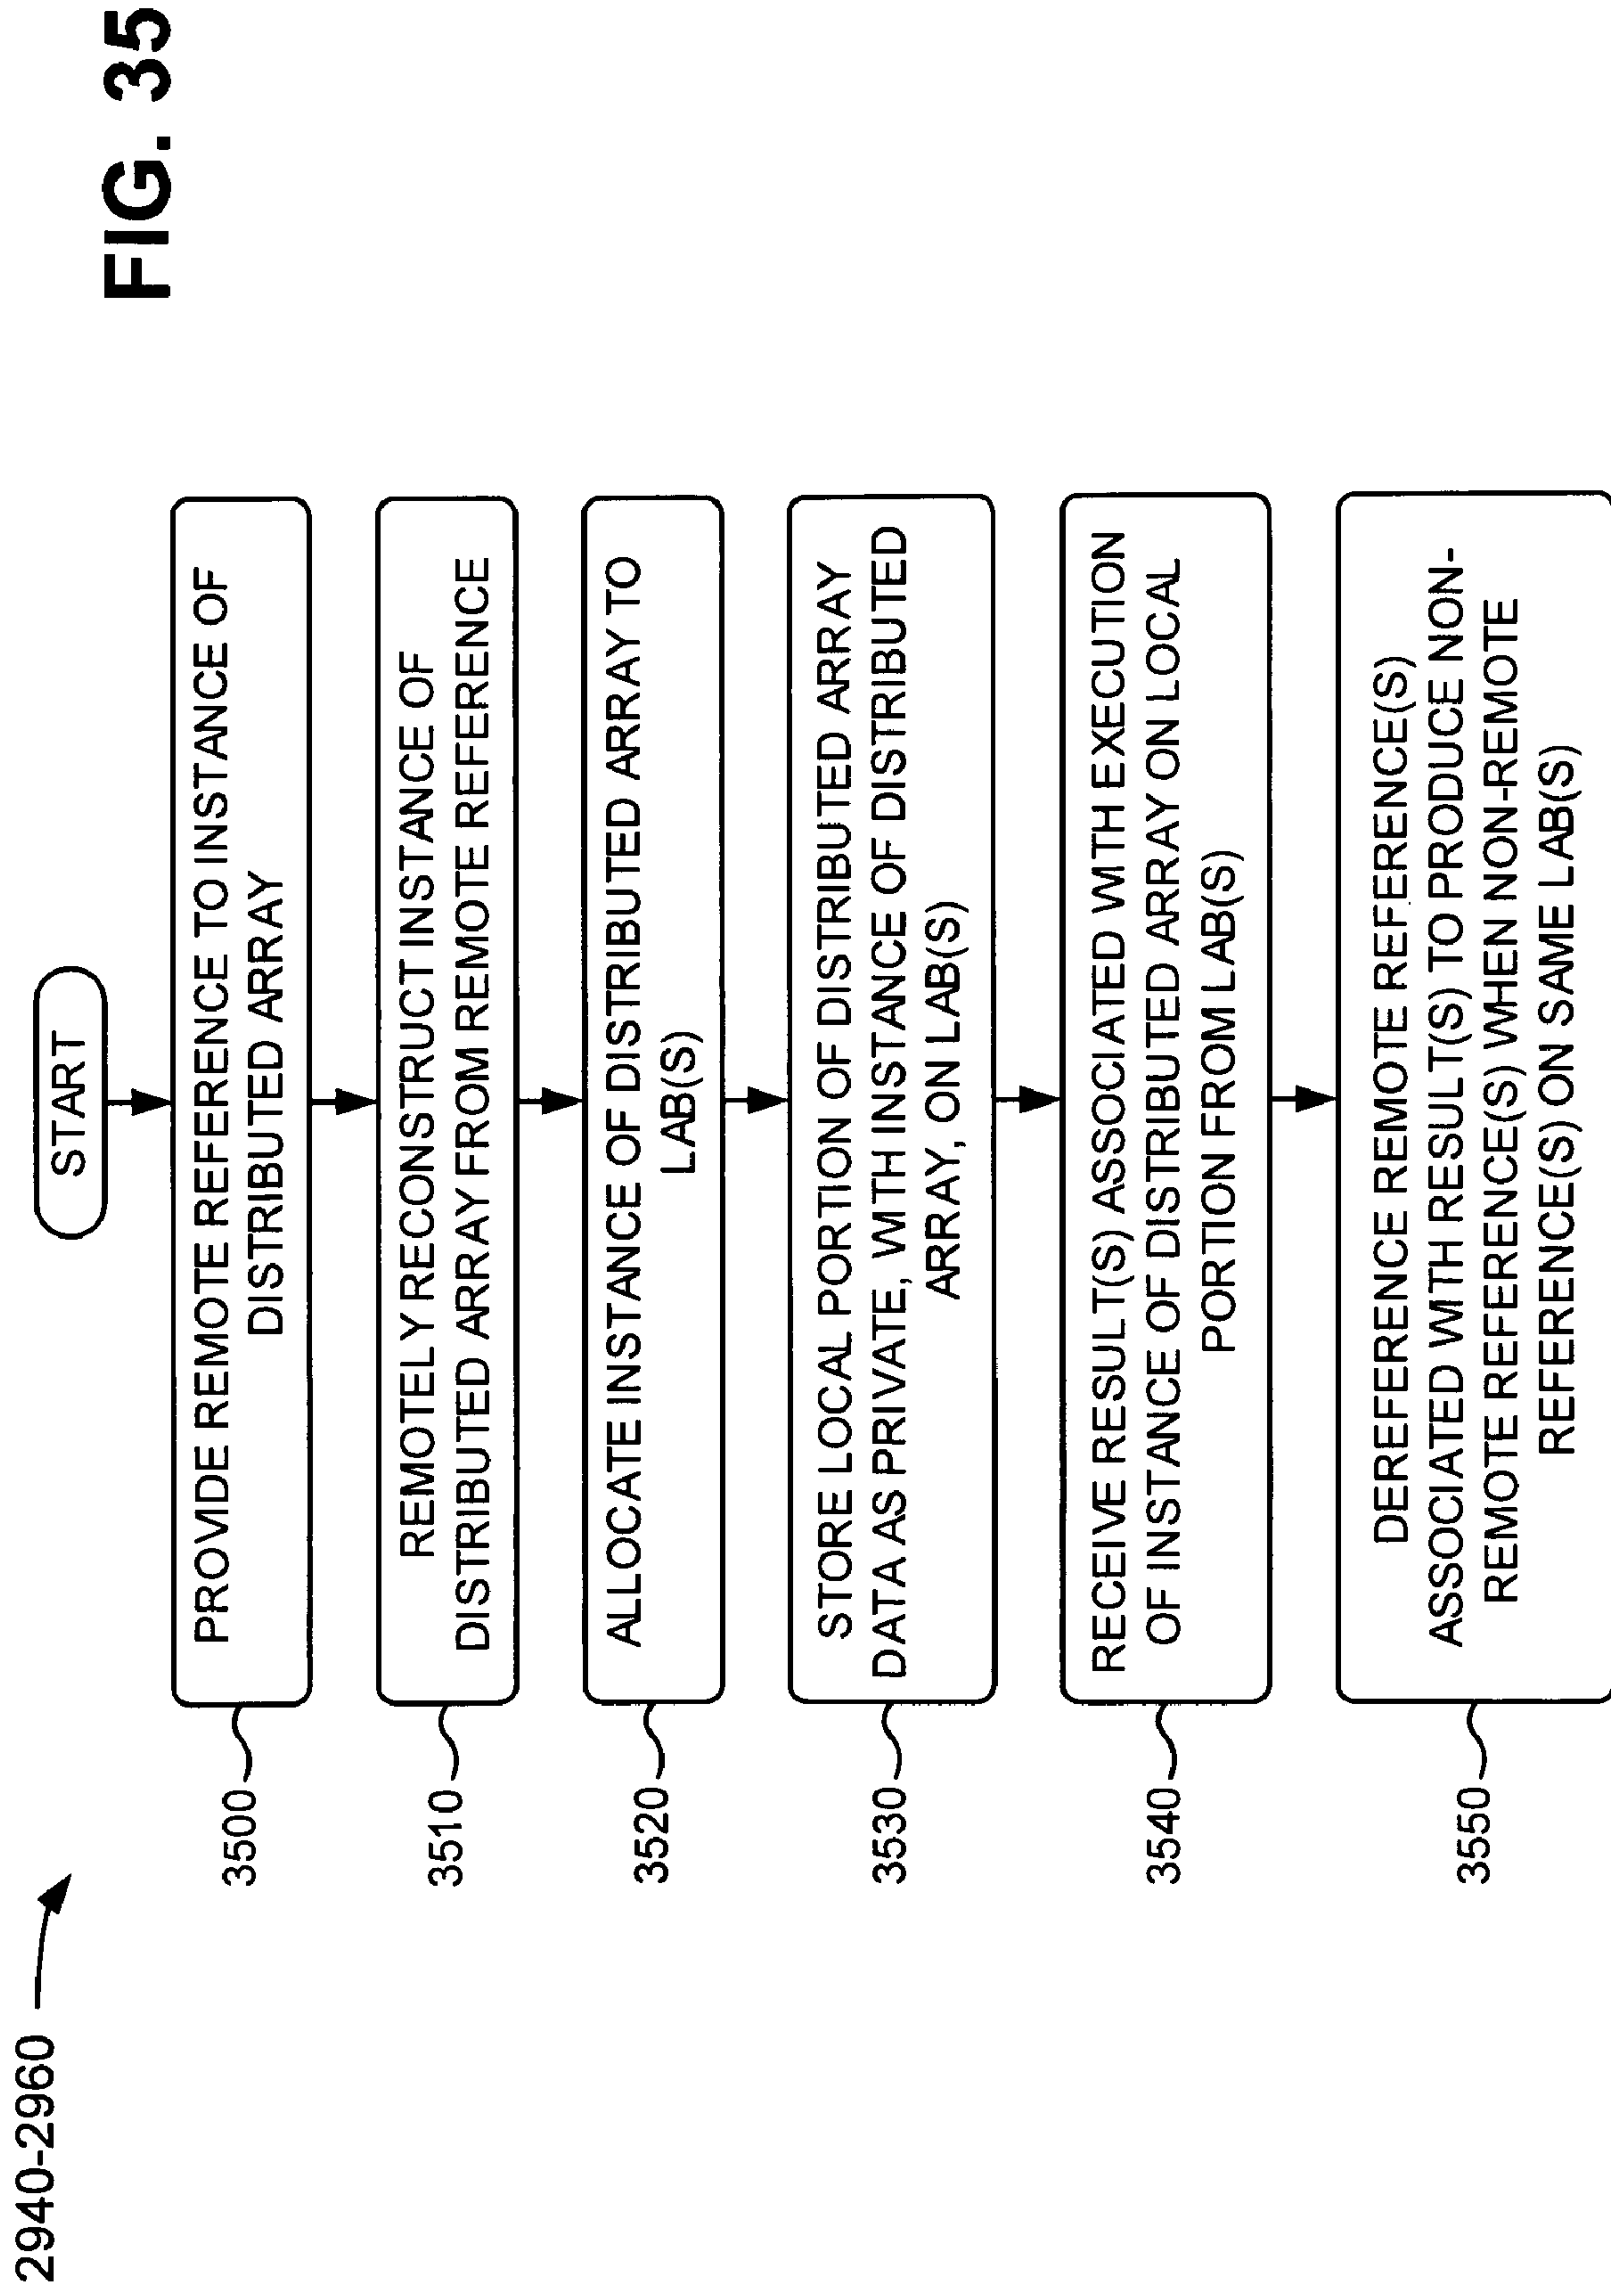 FIG. 35
2940-2960
START
3500
PROVIDE REMOTE REFERENCE TO INSTANCE OF
DISTRIBUTED ARRAY
3510
REMOTELY RECONSTRUCT INSTANCE OF
DISTRIBUTED ARRAY FROM REMOTE REFERENCE
3520
ALLOCATE INSTANCE OF DISTRIBUTED ARRAY TO
LAB(S)
3530
STORE LOCAL PORTION OF DISTRIBUTED ARRAY
DATA AS PRIVATE, WITH INSTANCE OF DISTRIBUTED
ARRAY, ON LAB(S)
3540
RECEIVE RESULT(S) ASSOCIATED WITH EXECUTION
OF INSTANCE OF DISTRIBUTED ARRAY ON LOCAL
PORTION FROM LAB(S)
3550
DEREFERENCE REMOTE REFERENCE(S)
ASSOCIATED WITH RESULT(S) TO PRODUCE NON-
REMOTE REFERENCE(S) WHEN NON-REMOTE
REFERENCE(S) ON SAME LAB(S)